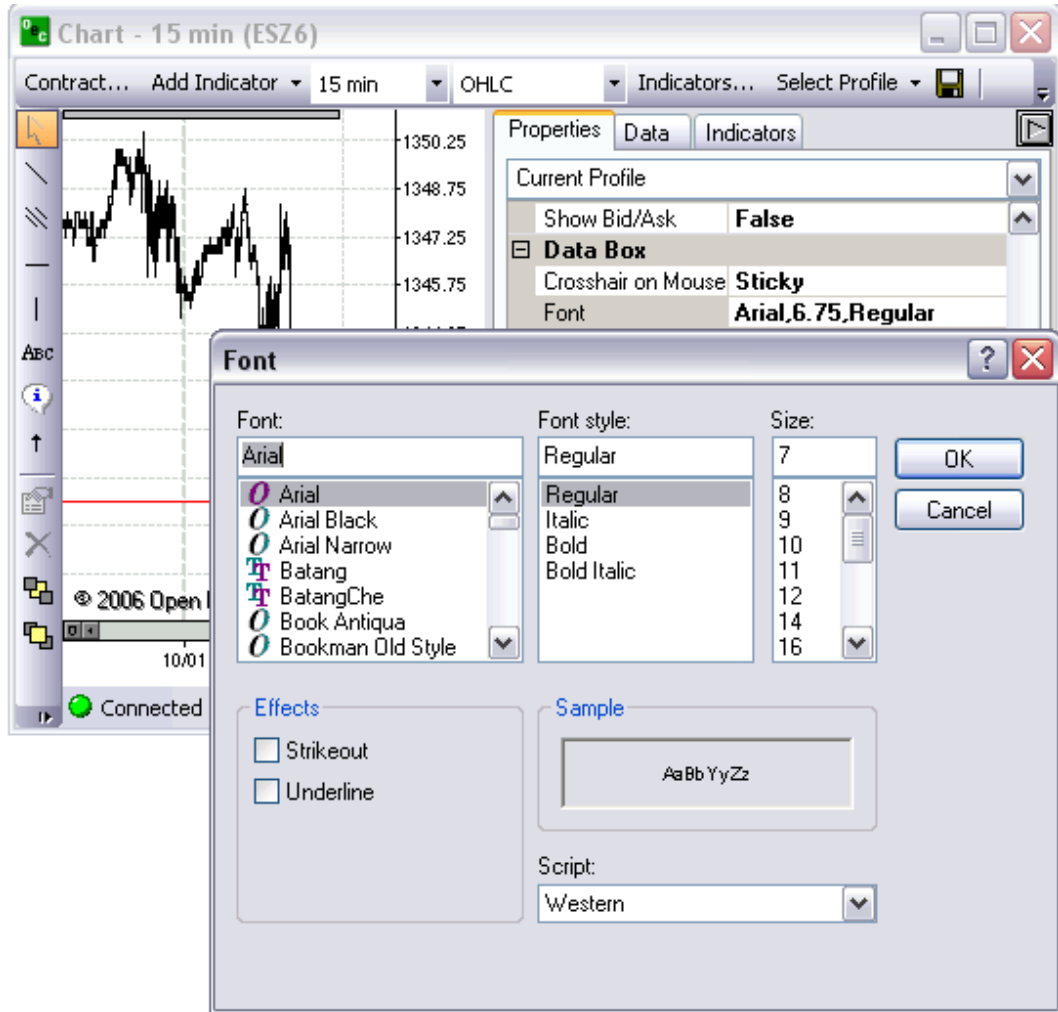 Oec Chart - 15 min (ESZ6)
Contract... Add Indicator 15 min OHLC Indicators... Select Profile
Properties Data Indicators
1350.25
1348.75
1347.25
1345.75
Current Profile
Show Bid/Ask False
Data Box
Crosshair on Mouse Sticky
Font Arial,6.75,Regular
ABC
© 2006 Open
10/01
Connected
Font
Font: Font style: Size:
Arial Regular 7
OK
Cancel
Arial
Arial Black
Arial Narrow
Batang
BatangChe
Book Antiqua
Bookman Old Style
Regular
Italic
Bold
Bold Italic
8
9
10
11
12
14
16
Effects
Strikeout
Underline
Sample
AaBbYyZz
Script:
Western